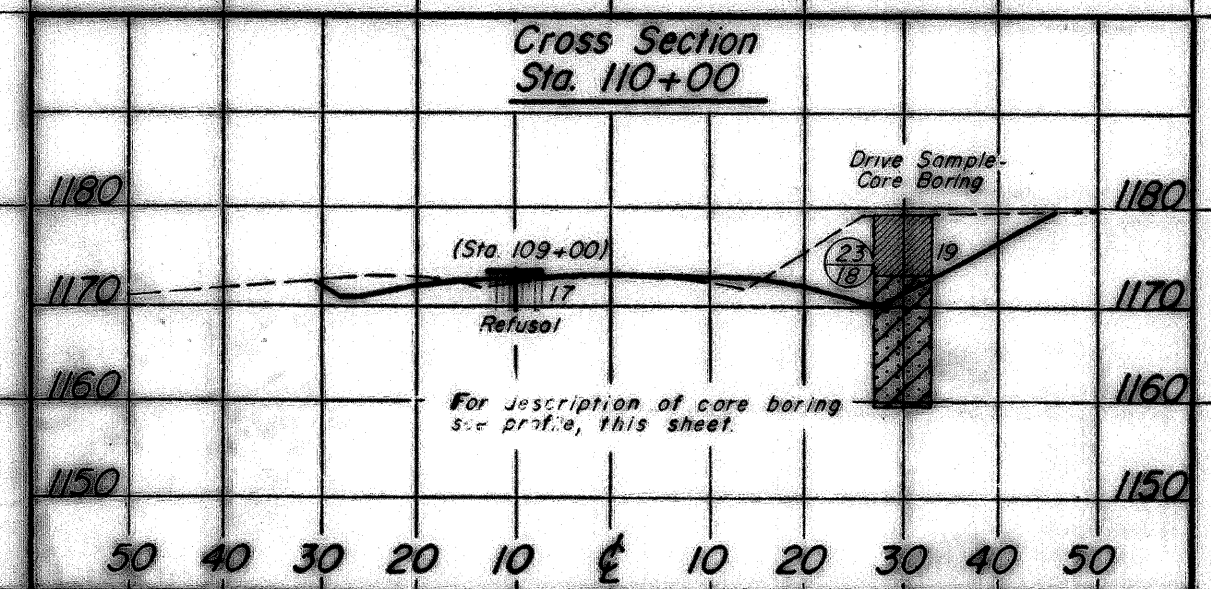 Cross Section
Sta. 110+00
Drive Sample-
Core Boring
1180
1180
(Sta. 109+00)
23
18
19
1170
17
1170
Refusal
1160
For description of core boring
see profile, this sheet.
1160
1150
1150
50 40 30 20 10 ℄ 10 20 30 40 50